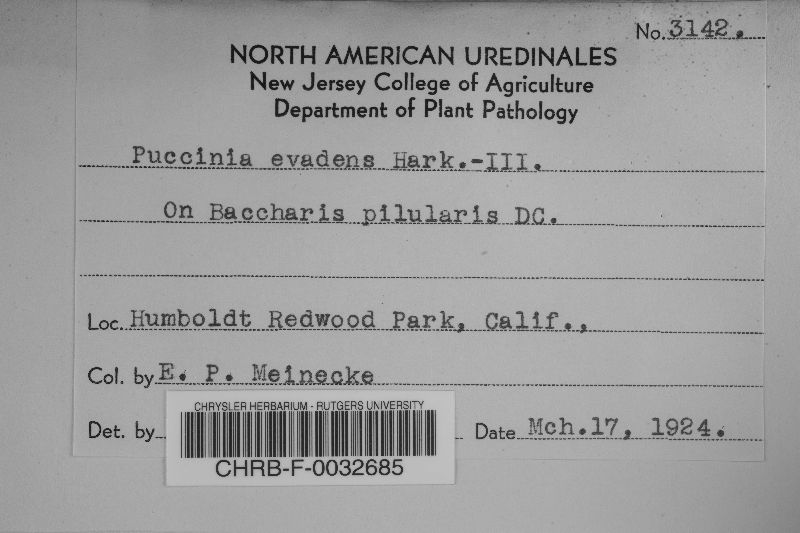 No. 3142.
NORTH AMERICAN UREDINALES
New Jersey College of Agriculture
Department of Plant Pathology
Puccinia evadens Hark.-III.
On Baccharis pilularis DC.
Loc. Humboldt Redwood Park, Calif.,
Col. by E. P. Meinecke
Det. by Date Mch.17, 1924.
CHRYSLER HERBARIUM - RUTGERS UNIVERSITY
CHRB-F-0032685